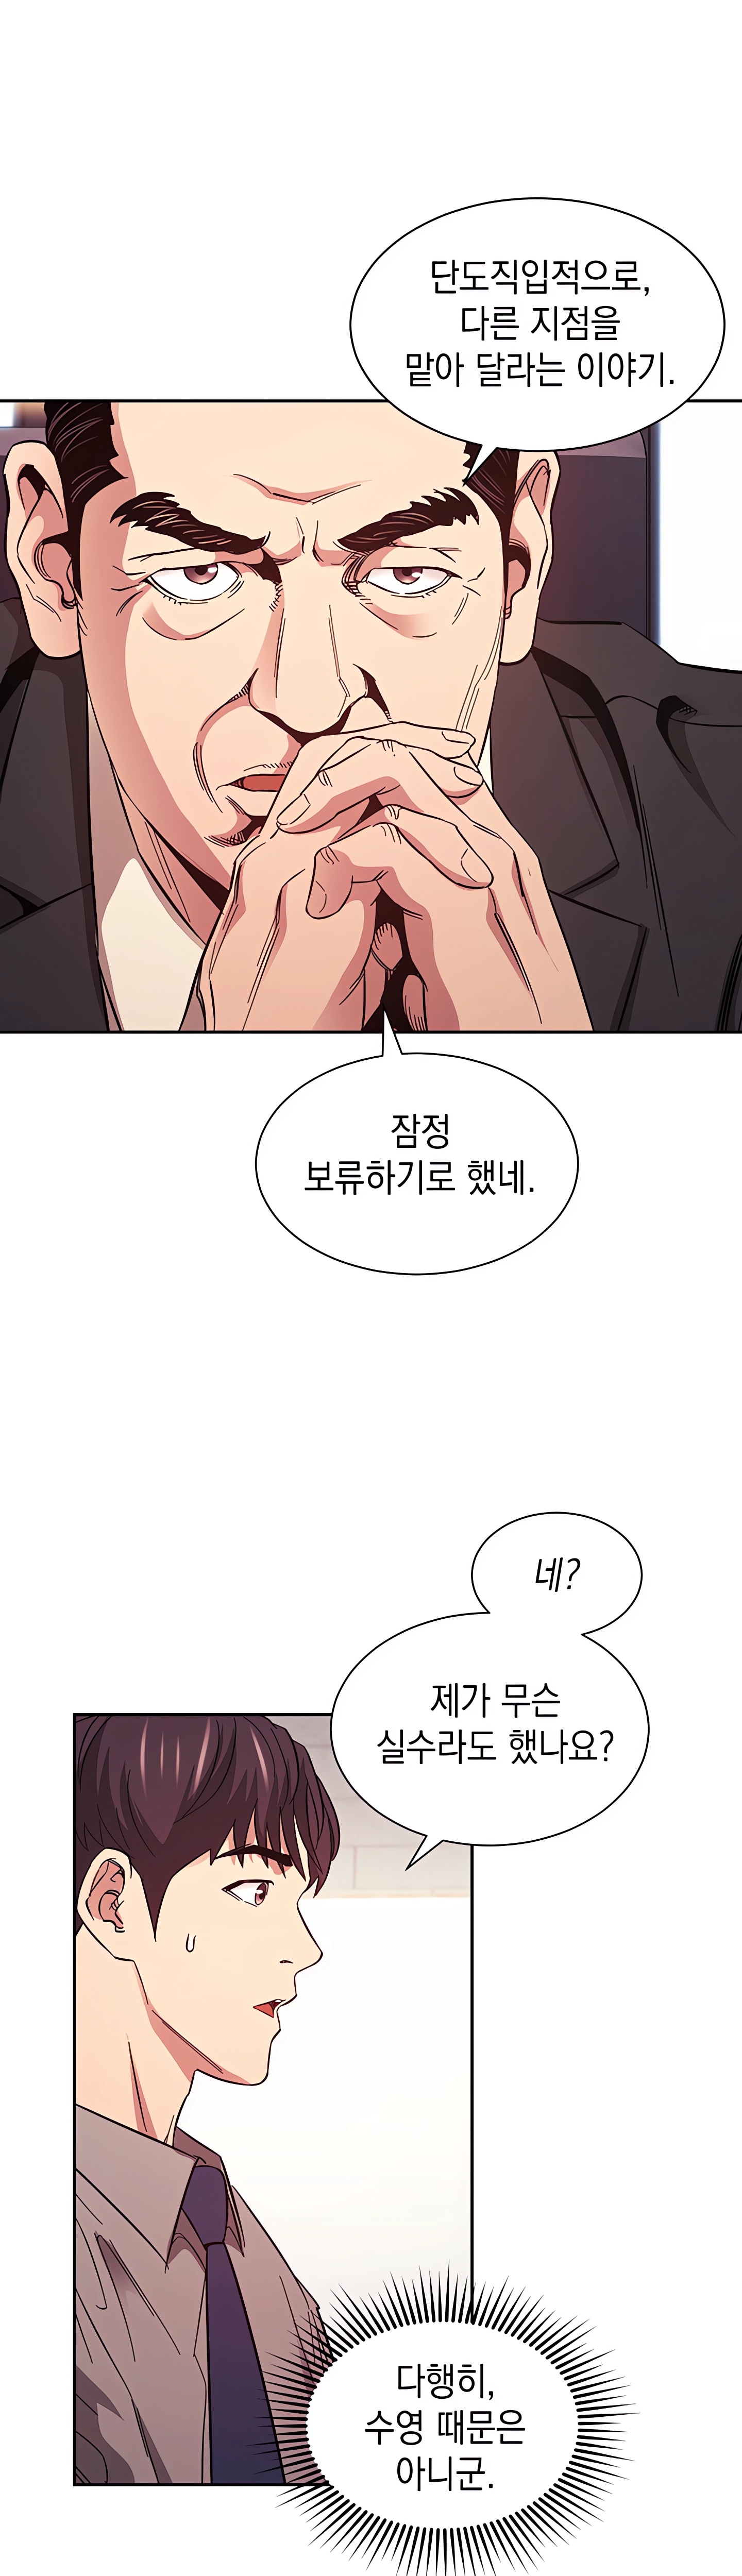 단도직입적으로,
다른 지점을
맡아 달라는 이야기.
잠정
보류하기로 했네.
네?
제가 무슨
실수라도 했나요?
다행히,
수영 때문은
아니군.